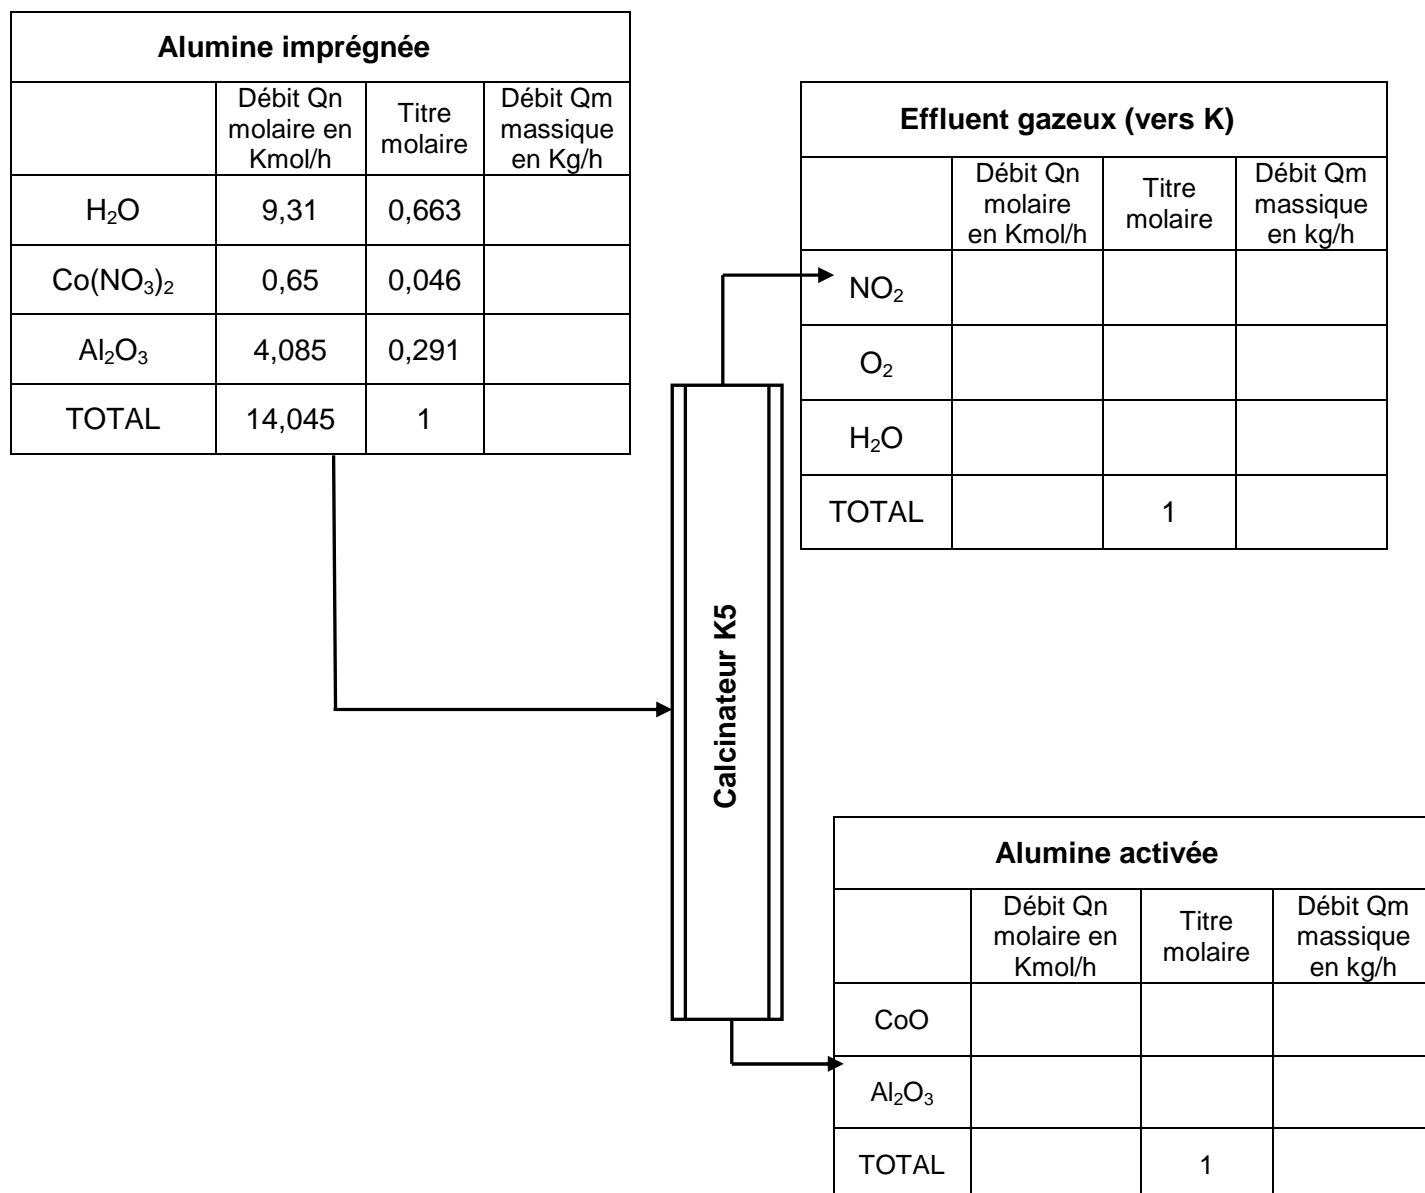 Alumine imprégnée
Débit Qn
molaire en
Kmol/h
Titre
molaire
Débit Qm
massique
en Kg/h
H₂O 9,31 0,663
Co(NO₃)₂ 0,65 0,046
Al₂O₃ 4,085 0,291
TOTAL 14,045 1
Effluent gazeux (vers K)
Débit Qn
molaire
en Kmol/h
Titre
molaire
Débit Qm
massique
en kg/h
NO₂
O₂
H₂O
TOTAL 1
Calcinateur K5
Alumine activée
Débit Qn
molaire en
Kmol/h
Titre
molaire
Débit Qm
massique
en kg/h
CoO
Al₂O₃
TOTAL 1